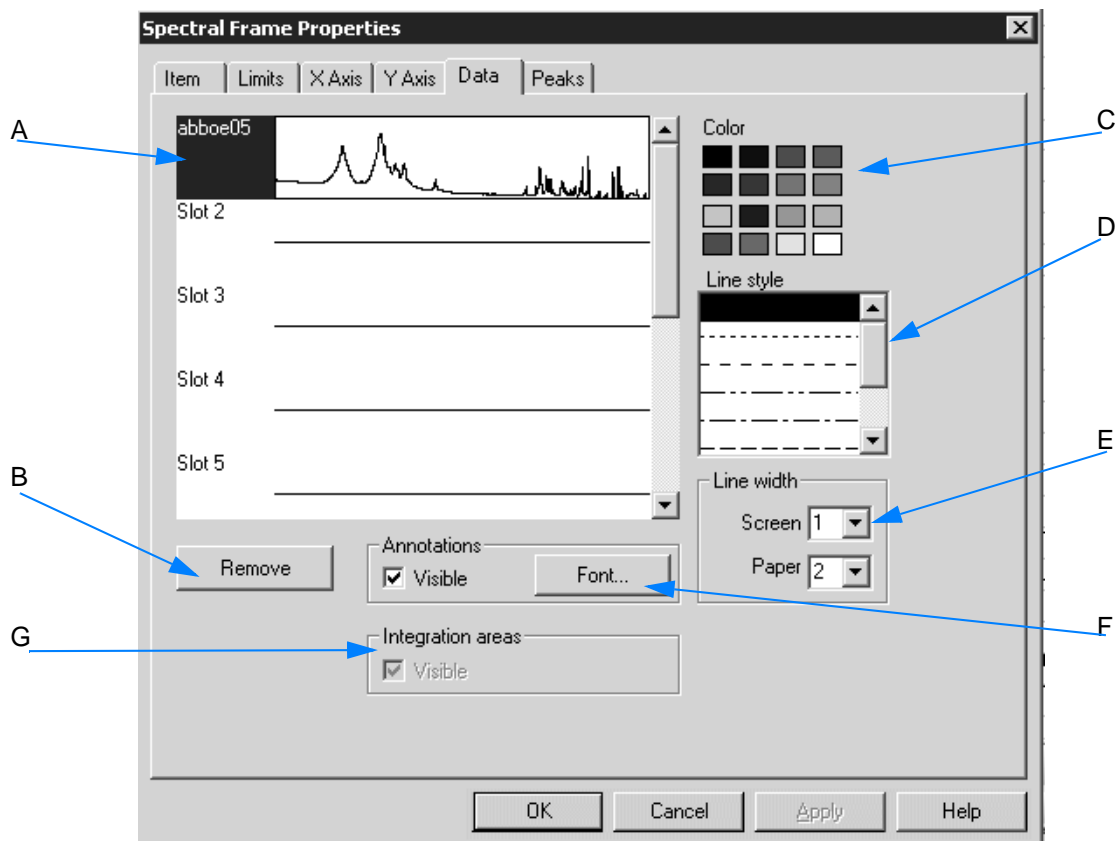 Spectral Frame Properties
Item Limits X Axis Y Axis Data Peaks
A
abboe05
Slot 2
Slot 3
Slot 4
Slot 5
Color
C
D
Line style
E
Line width
Screen 1
Paper 2
B
Remove
Annotations
Visible
Font...
F
G
Integration areas
Visible
OK Cancel Apply Help